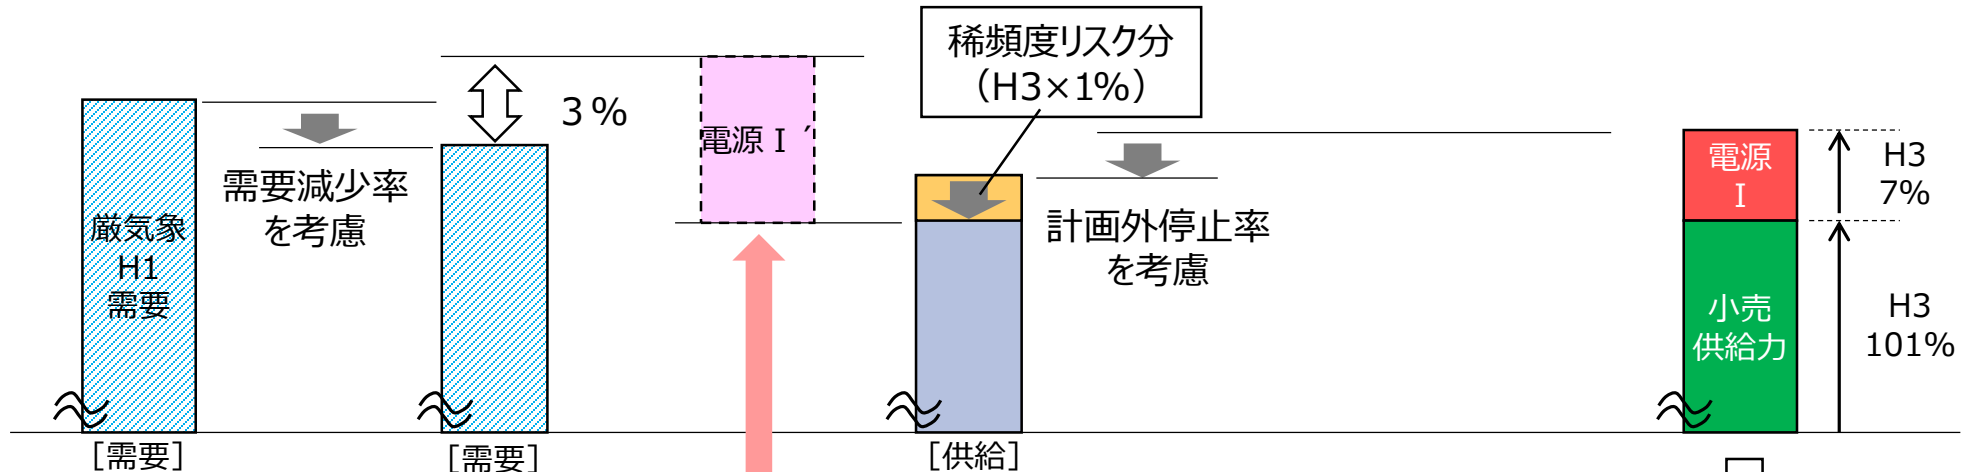 稀頻度リスク分
（H3×1%）
３%
電源Ⅰ´
電源
Ⅰ
H3
7%
需要減少率
を考慮
厳気象
H1
需要
計画外停止率
を考慮
小売
供給力
H3
101%
［需要］
［需要］
［供給］